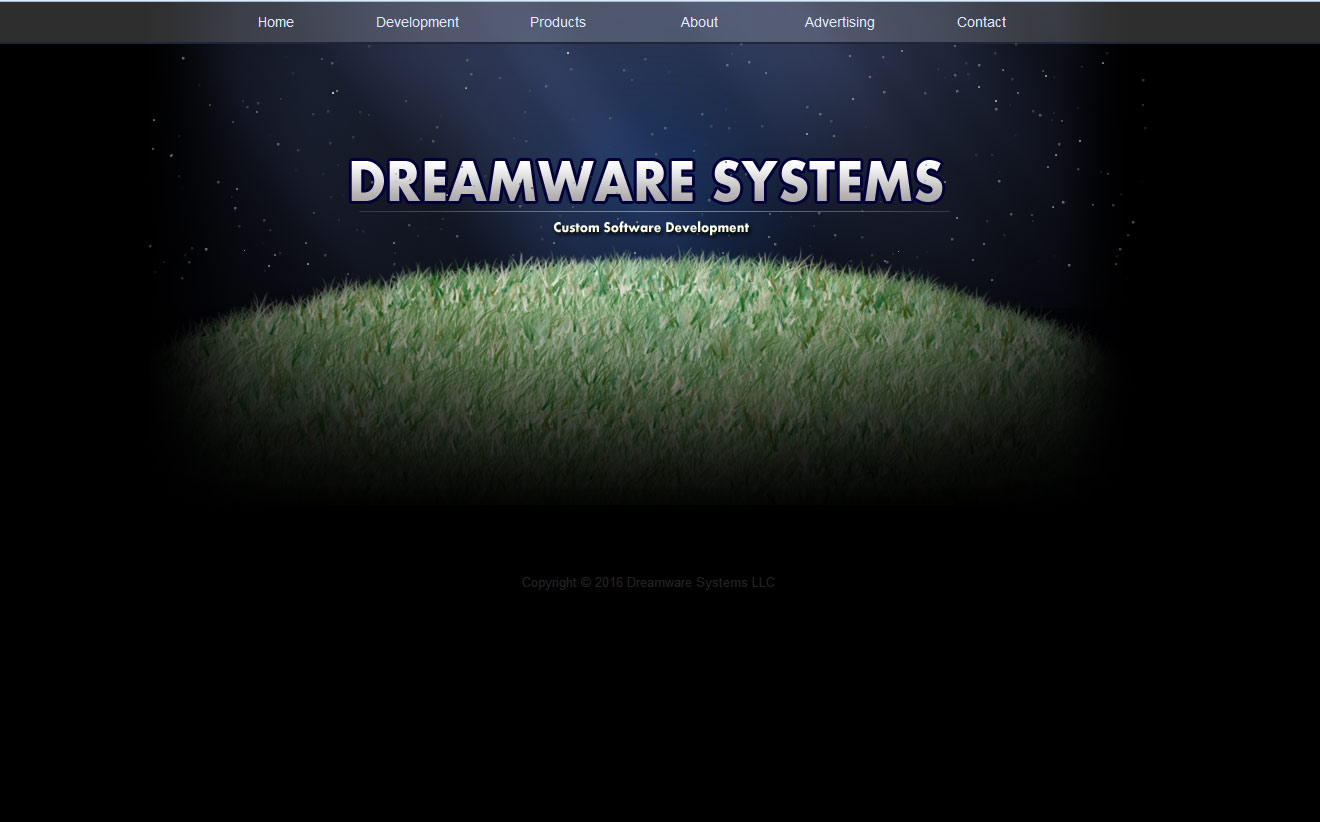 Home Development Products About Advertising Contact
DREAMWARE SYSTEMS
Custom Software Development
Copyright © 2016 Dreamware Systems LLC